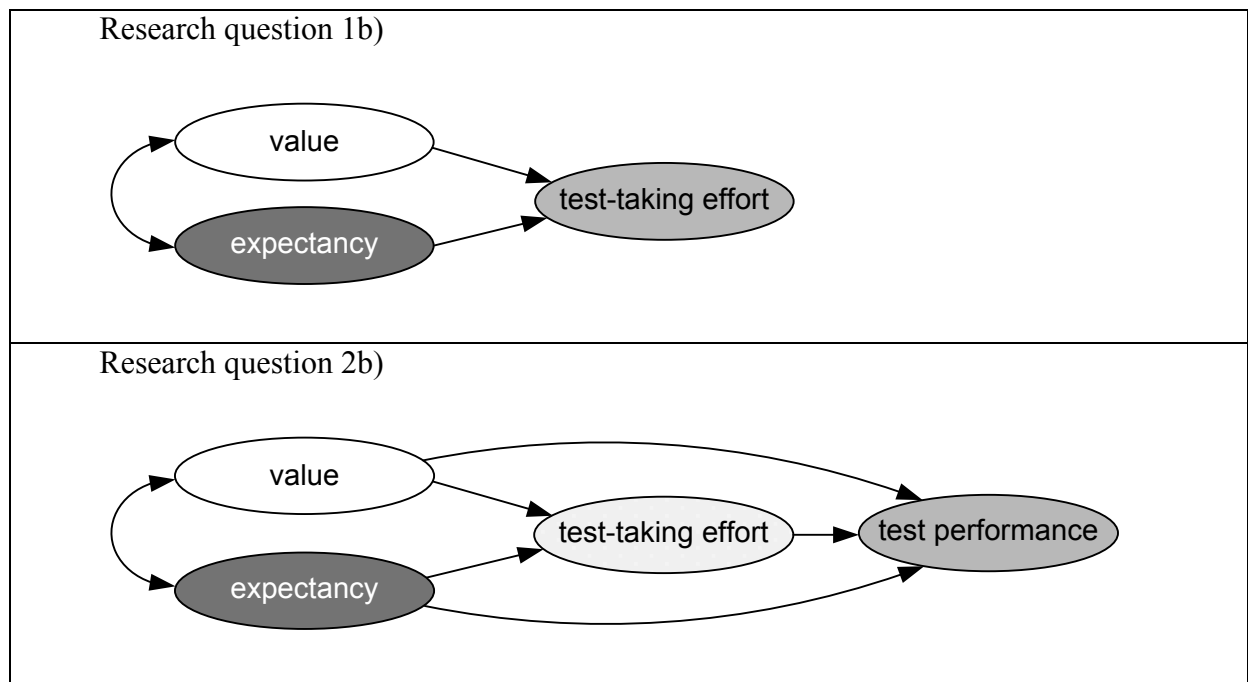 Research question 1b)
value
test-taking effort
expectancy
Research question 2b)
value
test-taking effort
test performance
expectancy